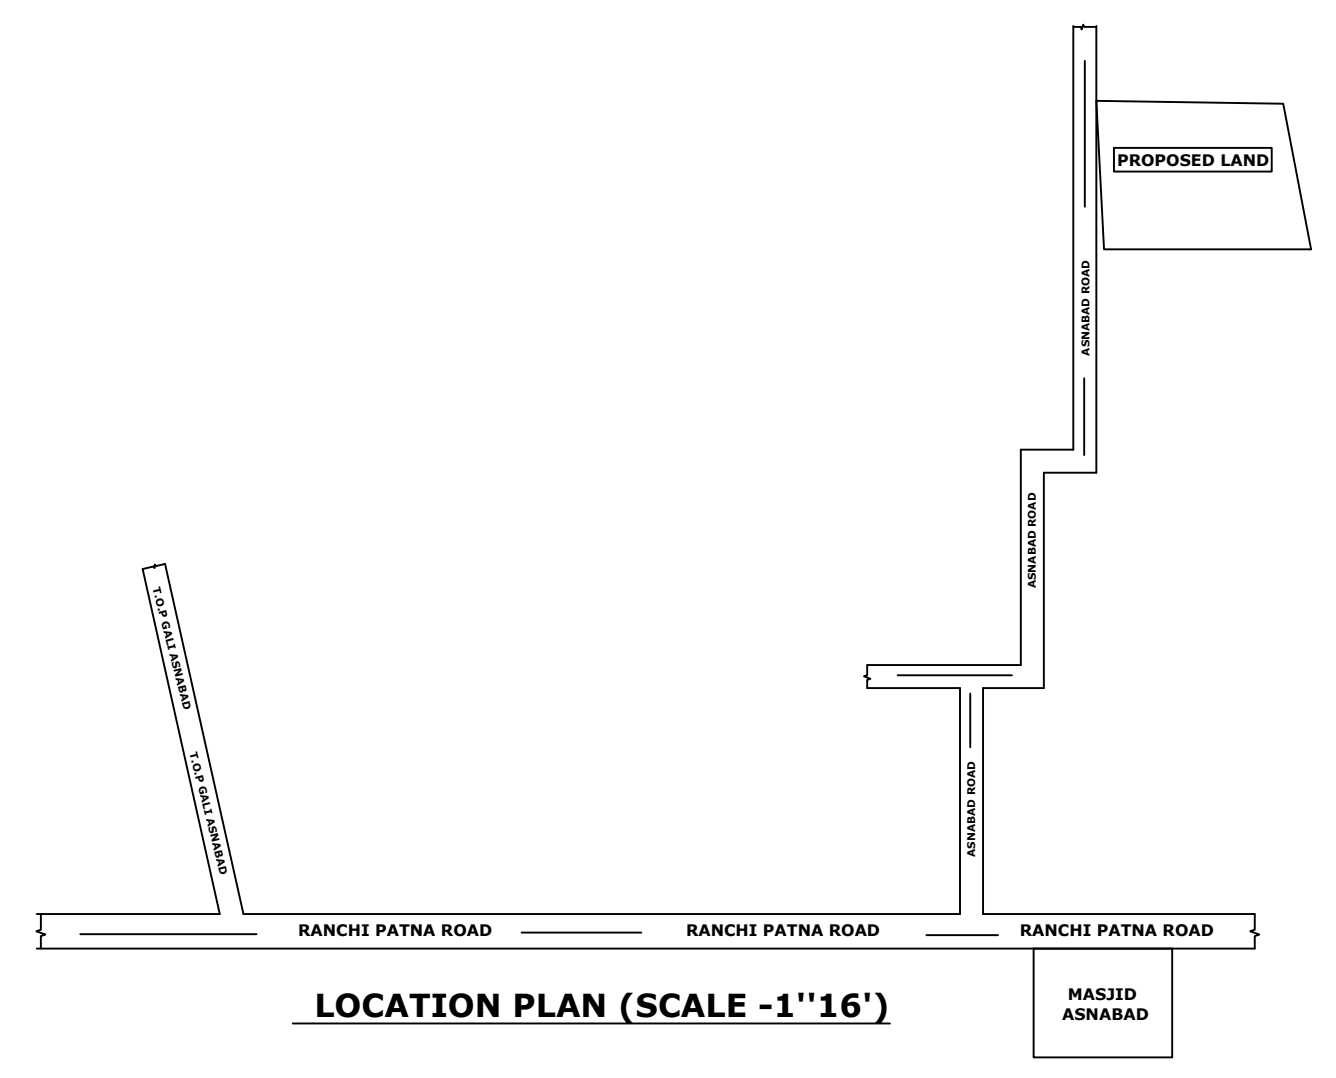 PROPOSED LAND
ASNABAD ROAD
ASNABAD ROAD
T.O.P GALI ASNABAD
T.O.P GALI ASNABAD
ASNABAD ROAD
RANCHI PATNA ROAD
RANCHI PATNA ROAD
RANCHI PATNA ROAD
MASJID
ASNABAD
LOCATION PLAN (SCALE -1''16')